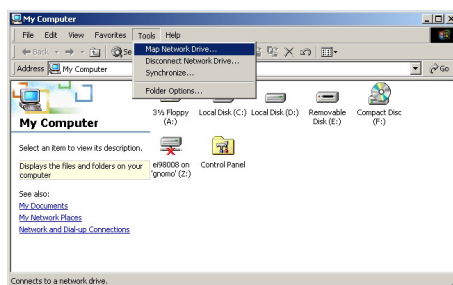 My Computer
File Edit View Favorites Tools Help
Map Network Drive...
Disconnect Network Drive...
Synchronize...
Folder Options...
Back
Address My Computer Go
My Computer
Select an item to view its description.
Displays the files and folders on your
computer
See also:
My Documents
My Network Places
Network and Dial-up Connections
3½ Floppy
(A:)
Local Disk (C:)
Local Disk (D:)
Removable
Disk (E:)
Compact Disc
(F:)
ei98008 on
'gnomo' (Z:)
Control Panel
Connects to a network drive.